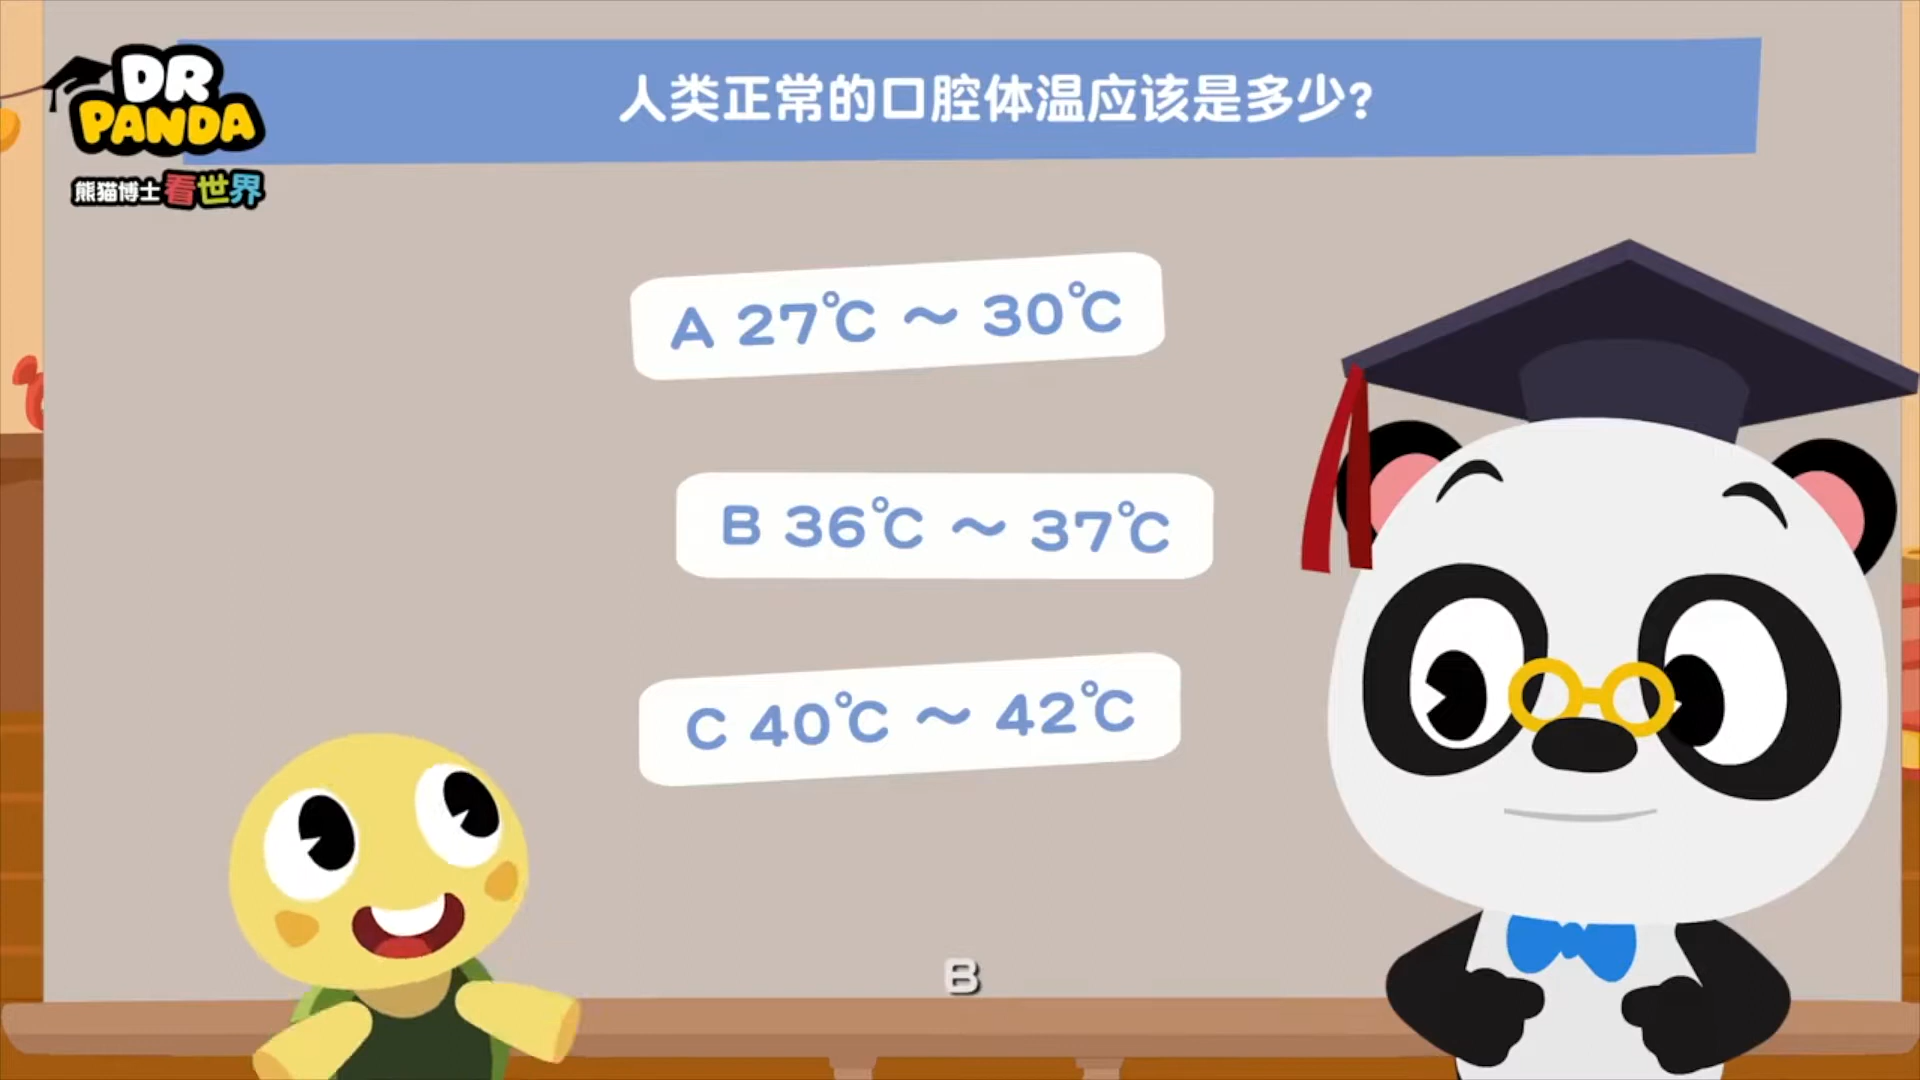 DR
PANDA
熊猫博士看世界
人类正常的口腔体温应该是多少?
A 27℃ ～ 30℃
B 36℃ ～ 37℃
C 40℃ ～ 42℃
B